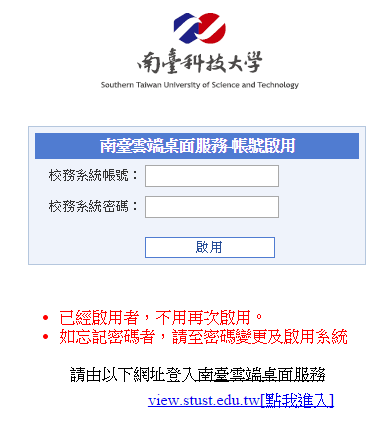 南臺科技大學
Southern Taiwan University of Science and Technology
南臺雲端桌面服務-帳號啟用
校務系統帳號：
校務系統密碼：
啟用
已經啟用者，不用再次啟用。
如忘記密碼者，請至密碼變更及啟用系統
請由以下網址登入南臺雲端桌面服務
view.stust.edu.tw[點我進入]